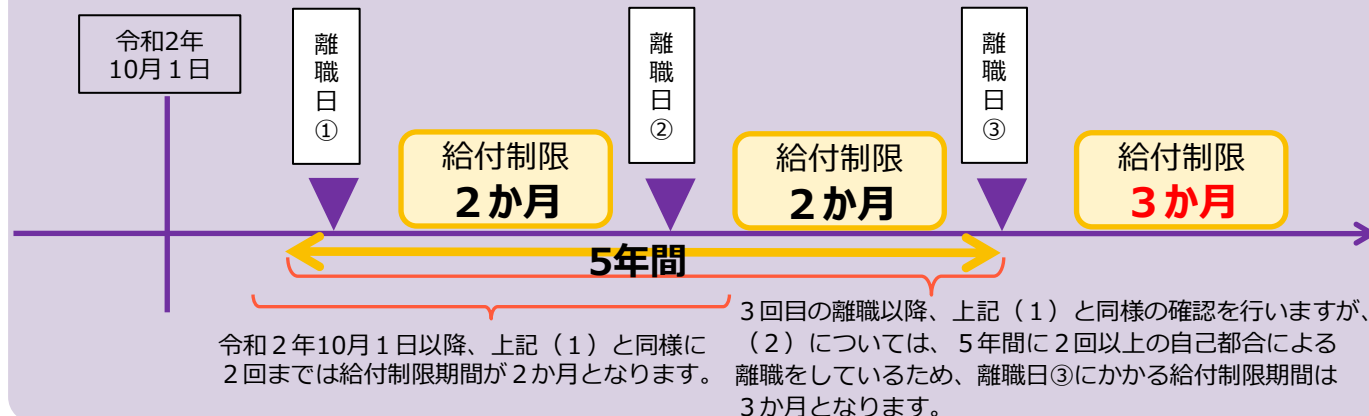 令和2年
10月１日
離職日①
離職日②
離職日③
給付制限
２か月
給付制限
２か月
給付制限
３か月
5年間
令和２年10月１日以降、上記（１）と同様に
２回までは給付制限期間が２か月となります。
３回目の離職以降、上記（１）と同様の確認を行いますが、
（２）については、５年間に２回以上の自己都合による
離職をしているため、離職日③にかかる給付制限期間は
３か月となります。